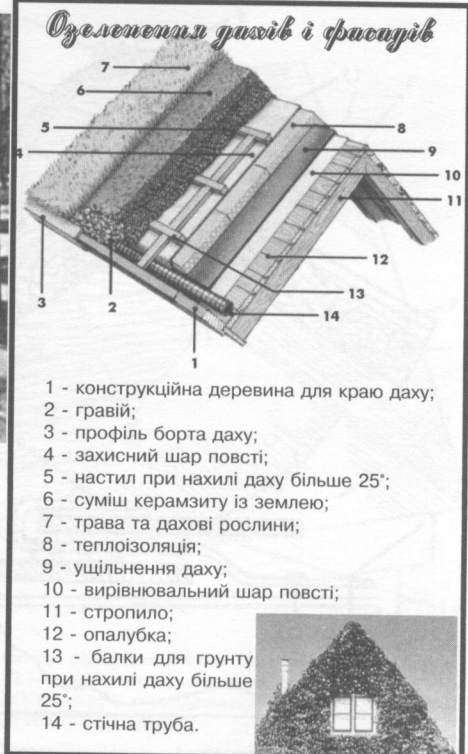 Озеленення дахів і фасадів
7
6
5
4
8
9
10
11
12
13
14
3
2
1
1 - конструкційна деревина для краю даху;
2 - гравій;
3 - профіль борта даху;
4 - захисний шар повсті;
5 - настил при нахилі даху більше 25°;
6 - суміш керамзиту із землею;
7 - трава та дахові рослини;
8 - теплоізоляція;
9 - ущільнення даху;
10 - вирівнювальний шар повсті;
11 - стропило;
12 - опалубка;
13 - балки для грунту
при нахилі даху більше
25°;
14 - стічна труба.